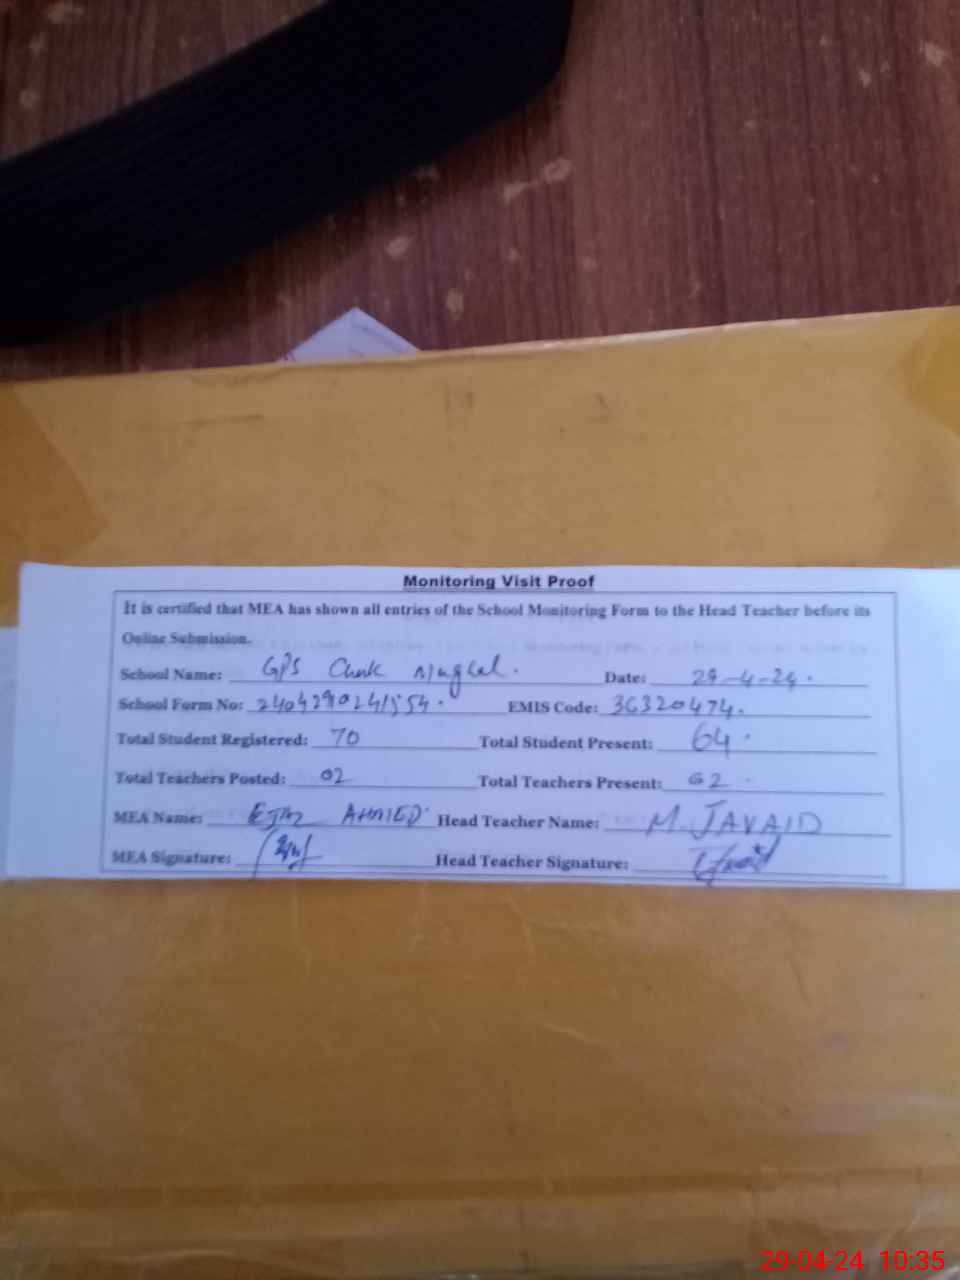 Monitoring Visit Proof
It is certified that MEA has shown all entries of the School Monitoring Form to the Head Teacher before its
Online Submission.
School Name: GPS Chak Date: 29-4-24.
School Form No: EMIS Code: 36320474.
Total Student Registered: 70 Total Student Present: 64.
Total Teachers Posted: 02 Total Teachers Present: 02
MEA Name: EJAZ AHMED Head Teacher Name: M. JAVAID
MEA Signature: Head Teacher Signature:
29-04-24 10:35